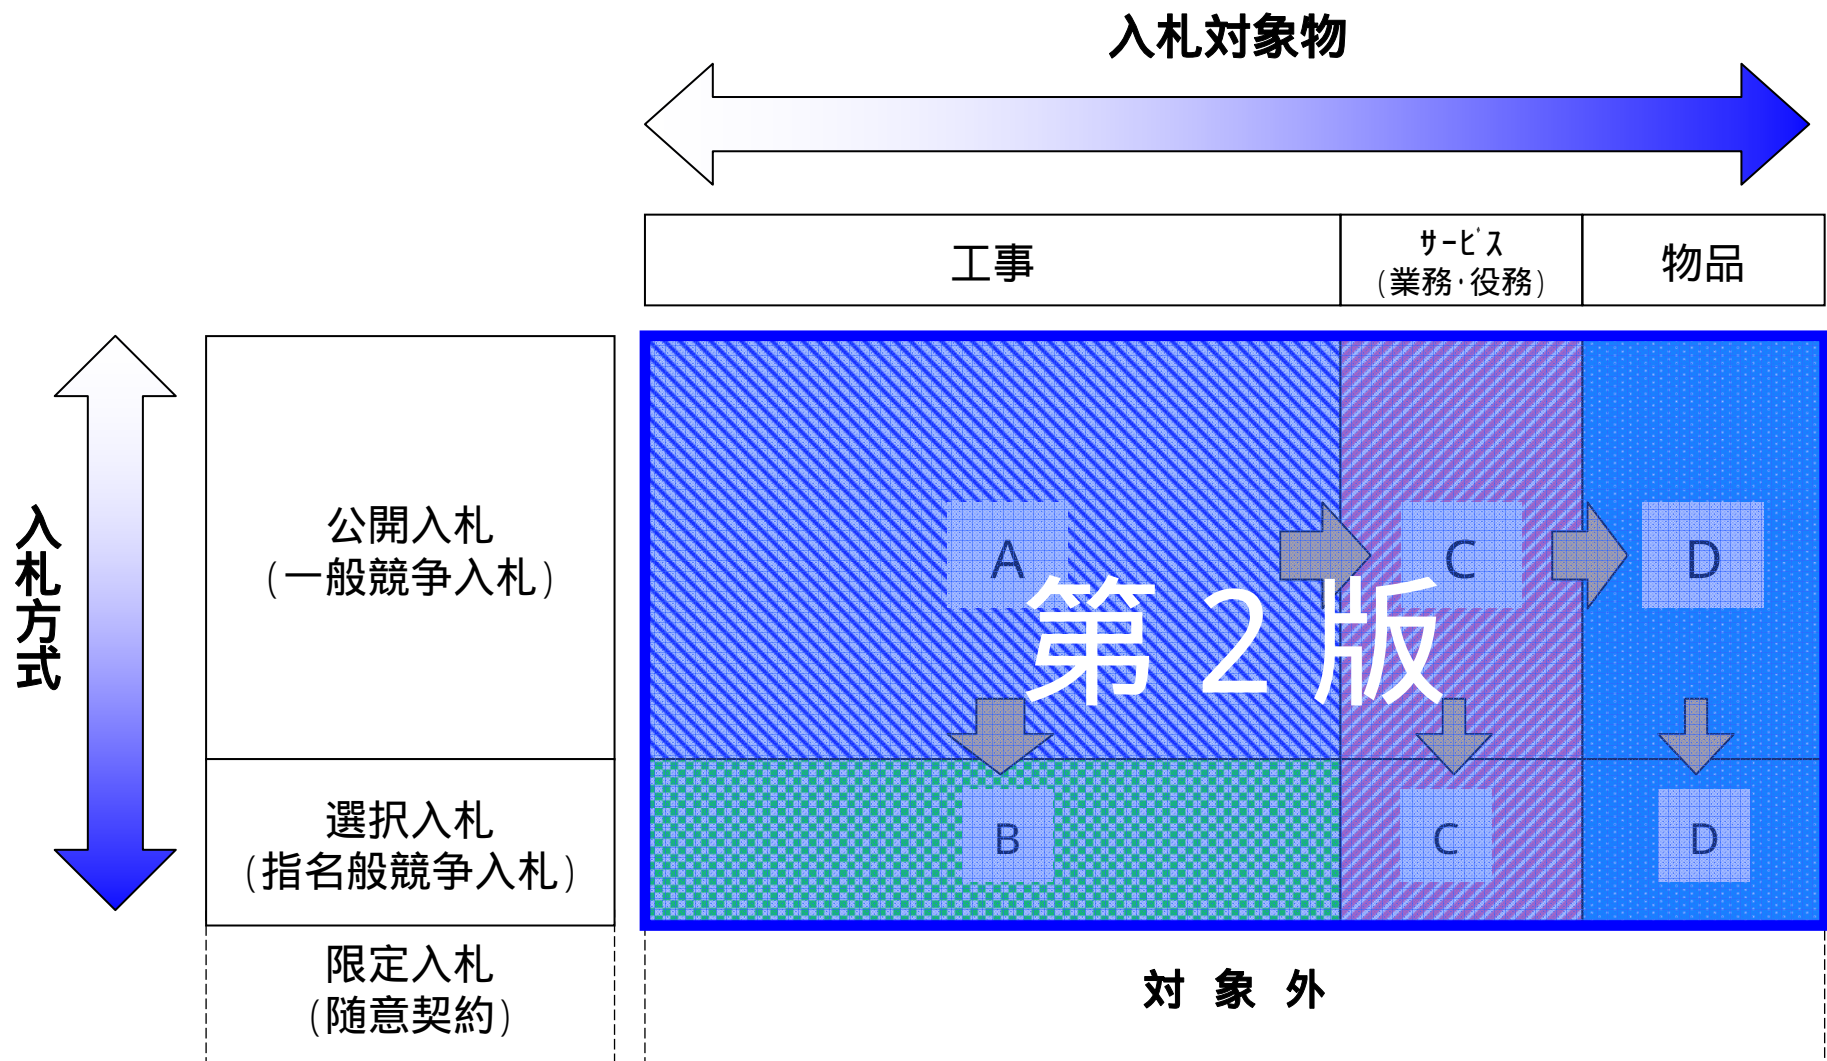 入札対象物
工事
ｻｰﾋﾞｽ
(業務･役務)
物品
入札方式
公開入札
(一般競争入札)
A
C
D
第２版
選択入札
(指名般競争入札)
B
C
D
限定入札
(随意契約)
対 象 外